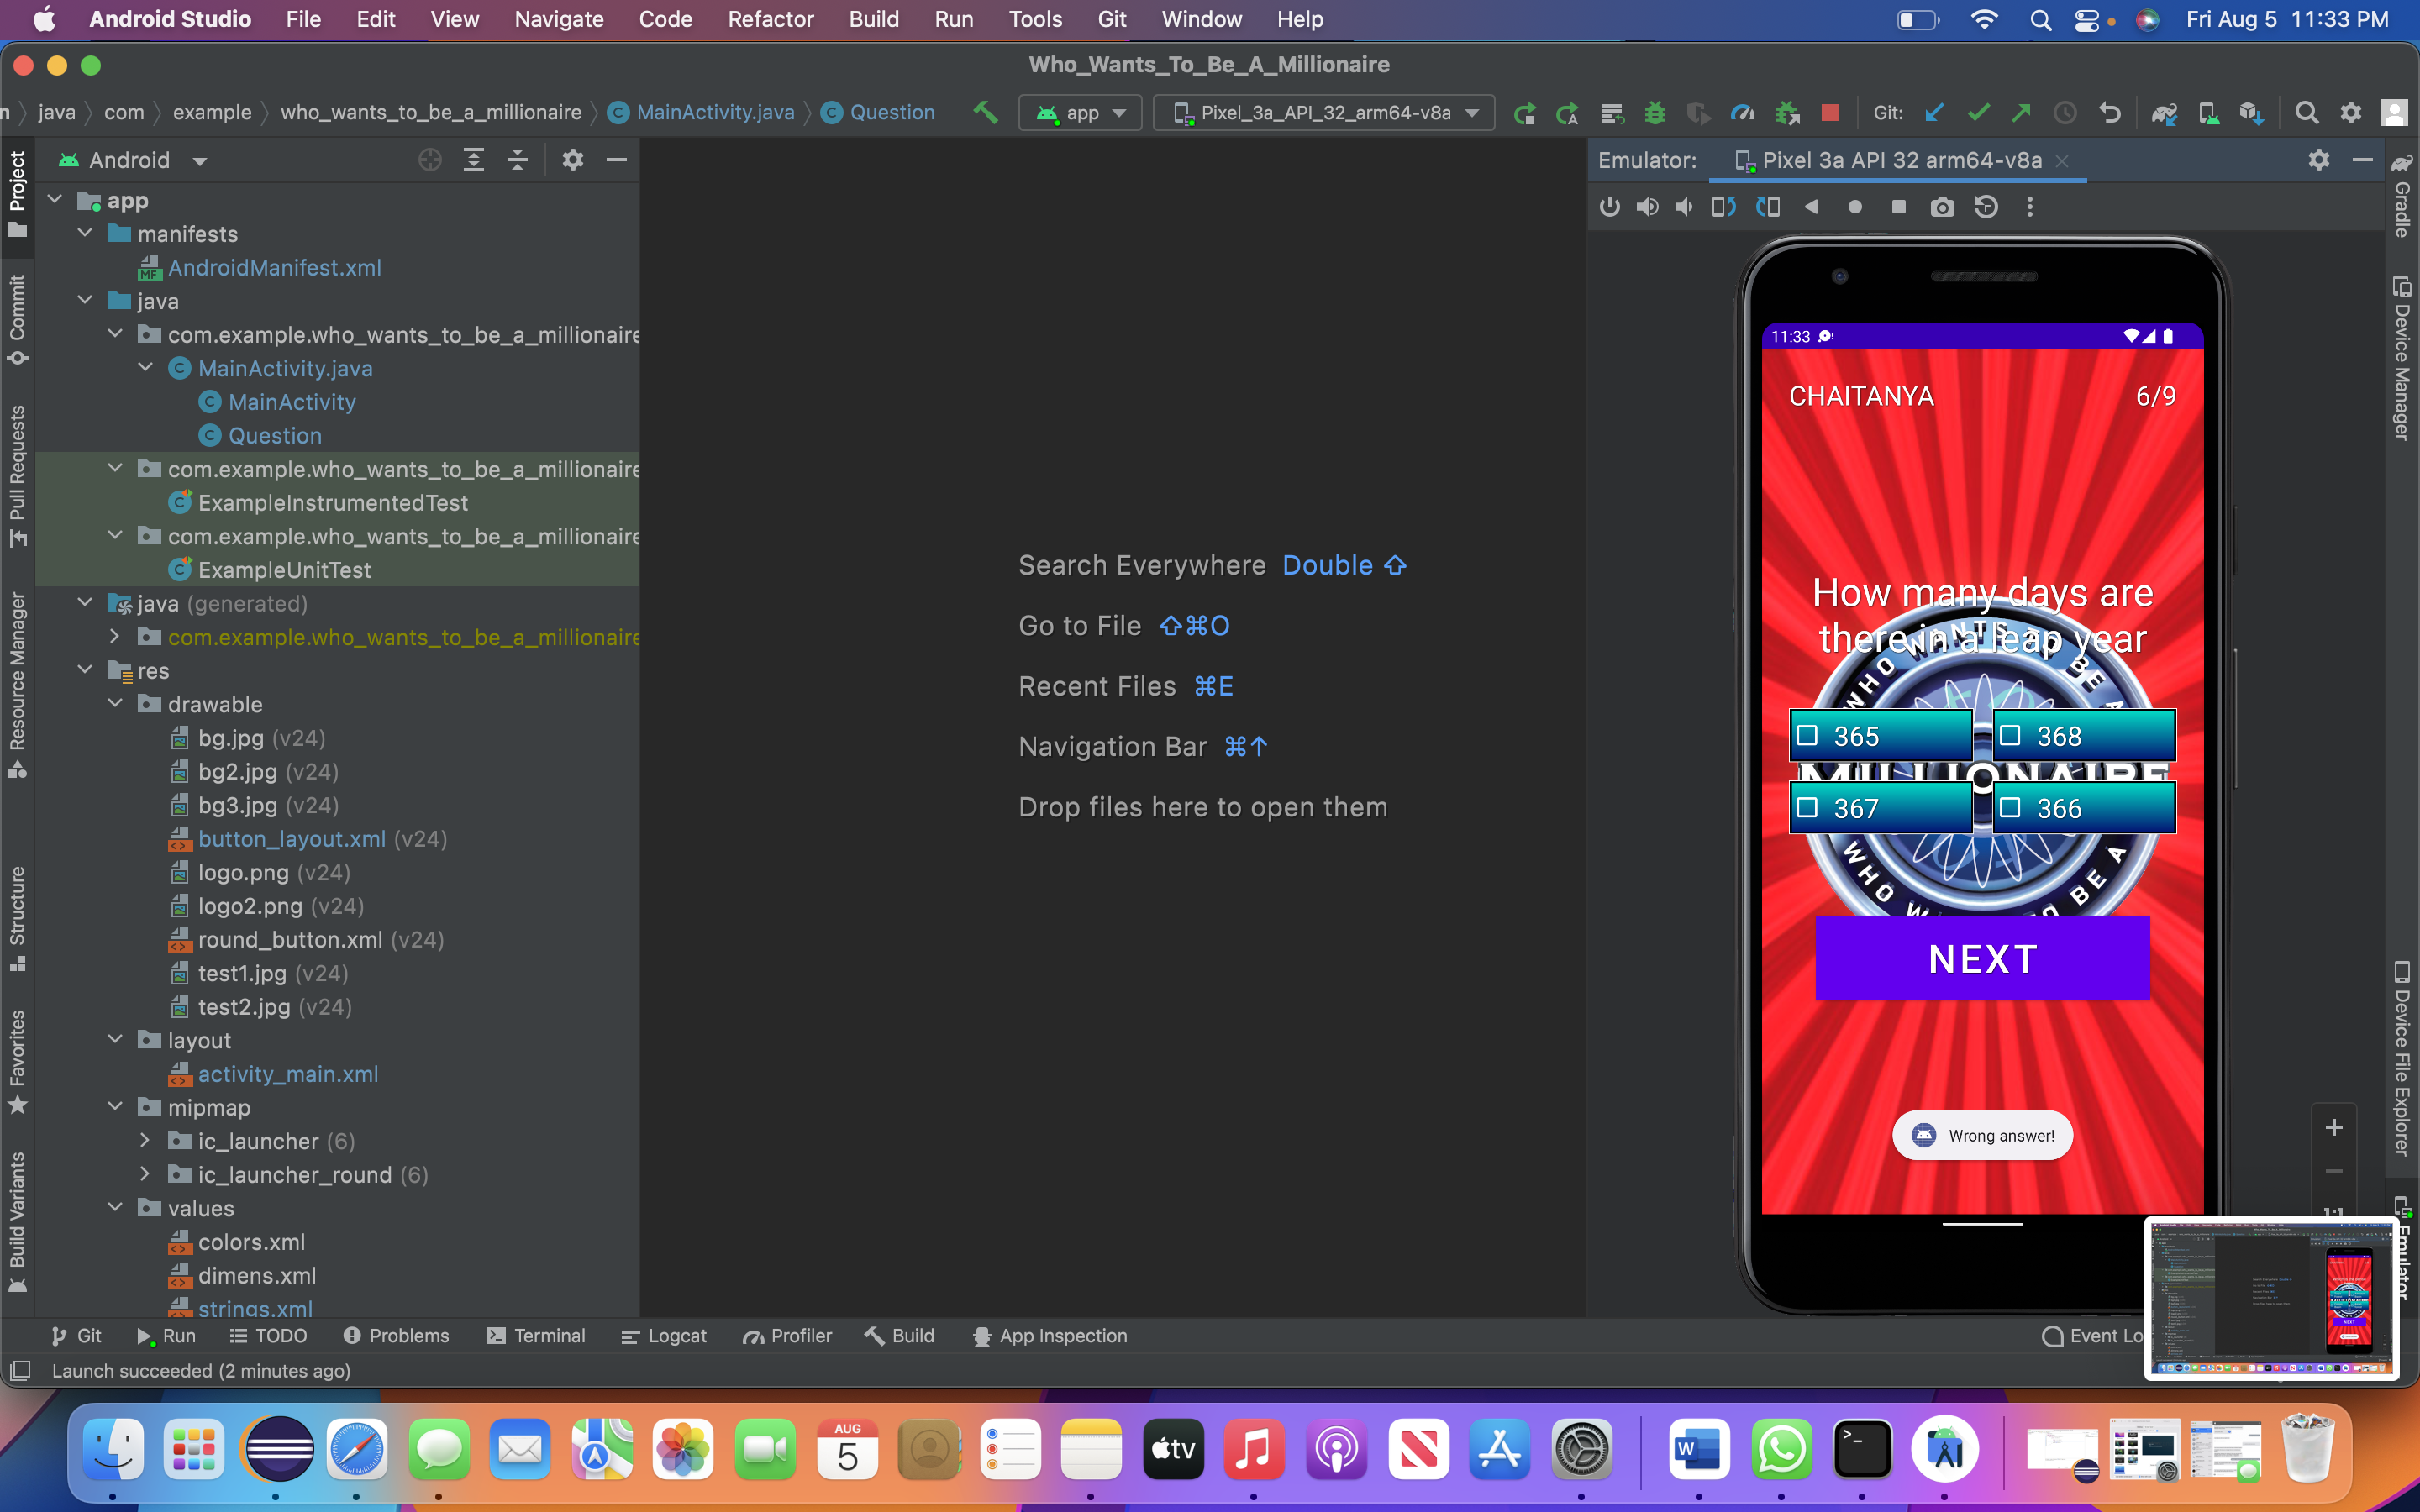 Android Studio File Edit View Navigate Code Refactor Build Run Tools Git Window Help Fri Aug 5 11:33 PM
Who_Wants_To_Be_A_Millionaire
n java com example who_wants_to_be_a_millionaire MainActivity.java Question app Pixel_3a_API_32_arm64-v8a Git:
Project
Commit
Pull Requests
Resource Manager
Structure
Favorites
Build Variants
Android
app
manifests
AndroidManifest.xml
java
com.example.who_wants_to_be_a_millionaire
MainActivity.java
MainActivity
Question
com.example.who_wants_to_be_a_millionaire
ExampleInstrumentedTest
com.example.who_wants_to_be_a_millionaire
ExampleUnitTest
java (generated)
com.example.who_wants_to_be_a_millionaire
res
drawable
bg.jpg (v24)
bg2.jpg (v24)
bg3.jpg (v24)
button_layout.xml (v24)
logo.png (v24)
logo2.png (v24)
round_button.xml (v24)
test1.jpg (v24)
test2.jpg (v24)
layout
activity_main.xml
mipmap
ic_launcher (6)
ic_launcher_round (6)
values
colors.xml
dimens.xml
strings.xml
Search Everywhere Double ⇧
Go to File ⇧⌘O
Recent Files ⌘E
Navigation Bar ⌘↑
Drop files here to open them
Emulator: Pixel 3a API 32 arm64-v8a
11:33
CHAITANYA 6/9
How many days are
there in a leap year
WHO WANTS TO BE A
365 368
MILLIONAIRE
367 366
NEXT
Wrong answer!
Gradle
Device Manager
Device File Explorer
Emulator
1:1
Git Run TODO Problems Terminal Logcat Profiler Build App Inspection Event Lo
Launch succeeded (2 minutes ago)
AUG
5
tv
W